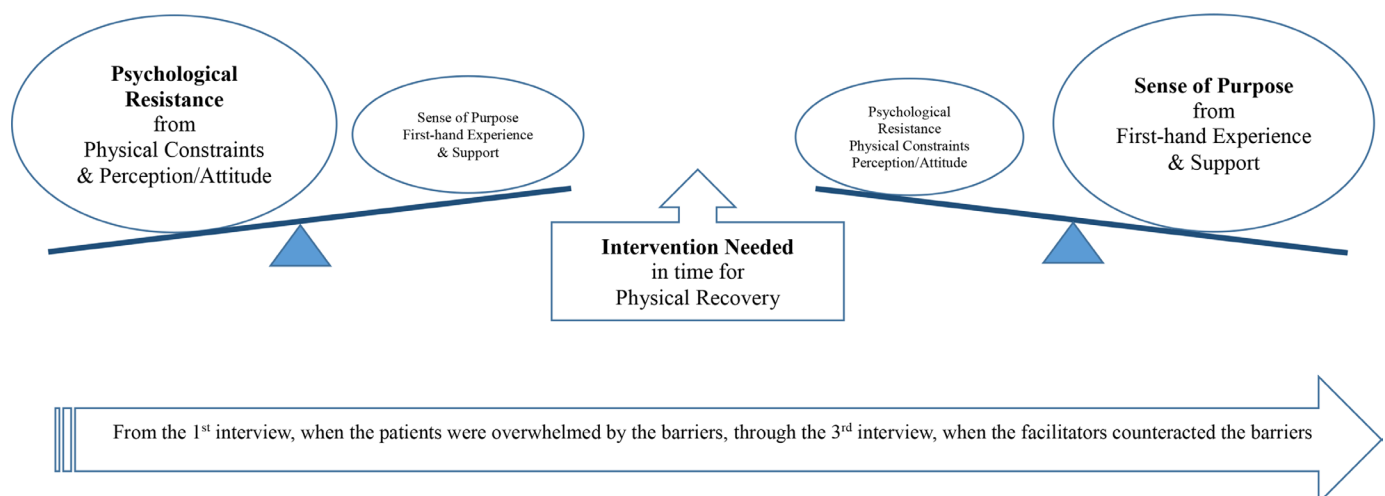 Psychological
Resistance
from
Physical Constraints
& Perception/Attitude
Sense of Purpose
First-hand Experience
& Support
Intervention Needed
in time for
Physical Recovery
Psychological
Resistance
Physical Constraints
Perception/Attitude
Sense of Purpose
from
First-hand Experience
& Support
From the 1st interview, when the patients were overwhelmed by the barriers, through the 3rd interview, when the facilitators counteracted the barriers